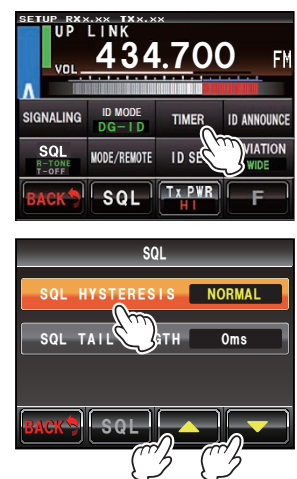 SETUP RXx.xx TXx.xx
UP LINK
VOL 434.700 FM
SIGNALING ID MODE DG-ID TIMER ID ANNOUNCE
SQL R-TONE T-OFF MODE/REMOTE ID SE VIATION WIDE
BACK SQL Tx PWR HI F
SQL
SQL HYSTERESIS NORMAL
SQL TAIL GTH 0ms
BACK SQL